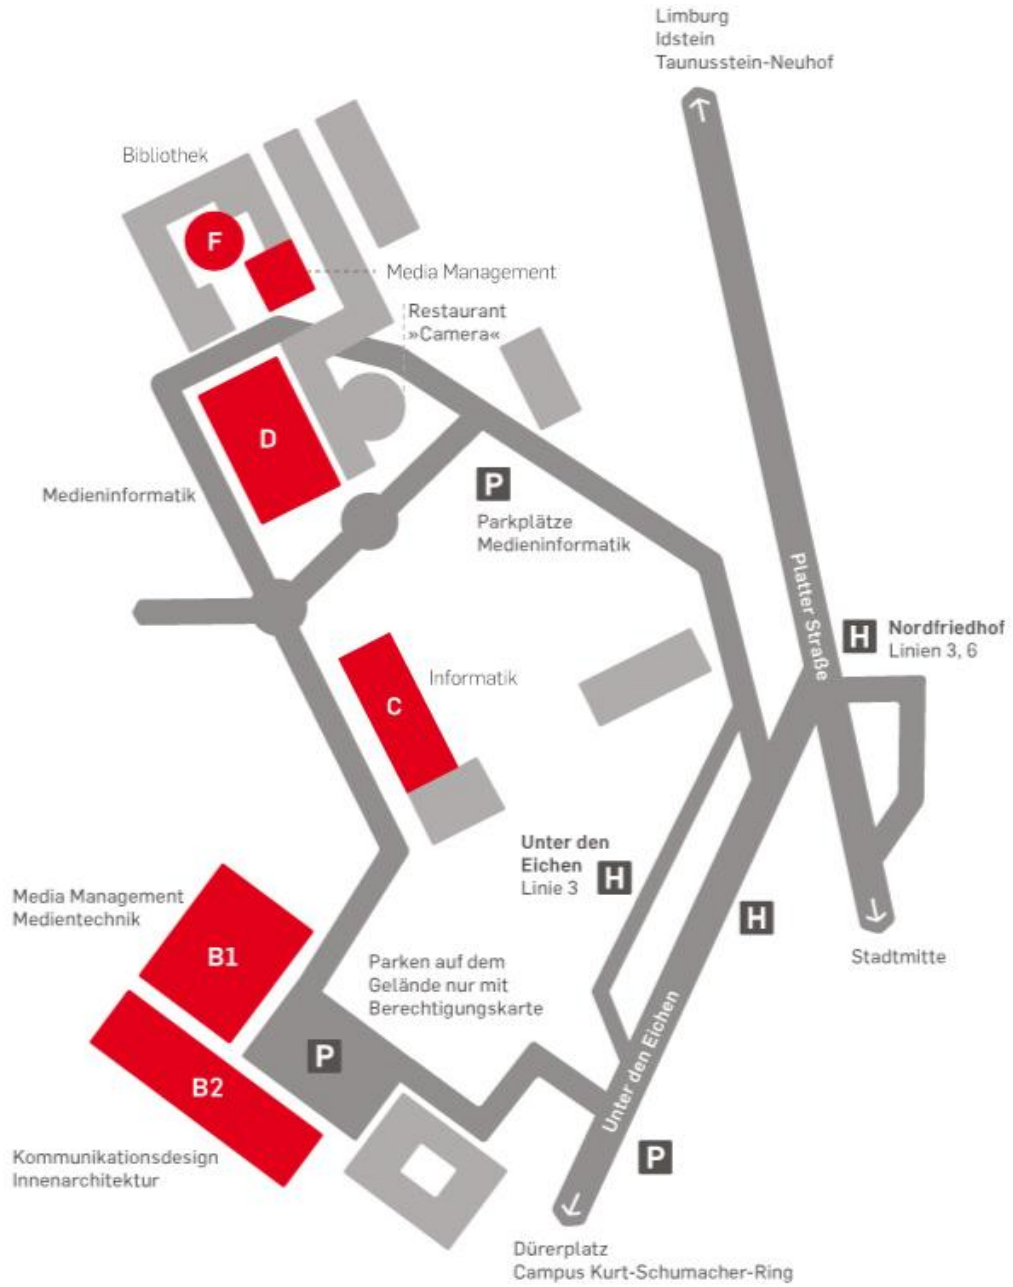 Limburg
Idstein
Taunusstein-Neuhof
Bibliothek
F
Media Management
Restaurant
»Camera«
D
P
Medieninformatik
Parkplätze
Medieninformatik
Platter Straße
H
Nordfriedhof
Linien 3, 6
Informatik
C
Unter den
Eichen
Linie 3
H
H
Media Management
Medientechnik
B1
Stadtmitte
Parken auf dem
Gelände nur mit
Berechtigungskarte
Unter den Eichen
P
B2
P
Kommunikationsdesign
Innenarchitektur
Dürerplatz
Campus Kurt-Schumacher-Ring